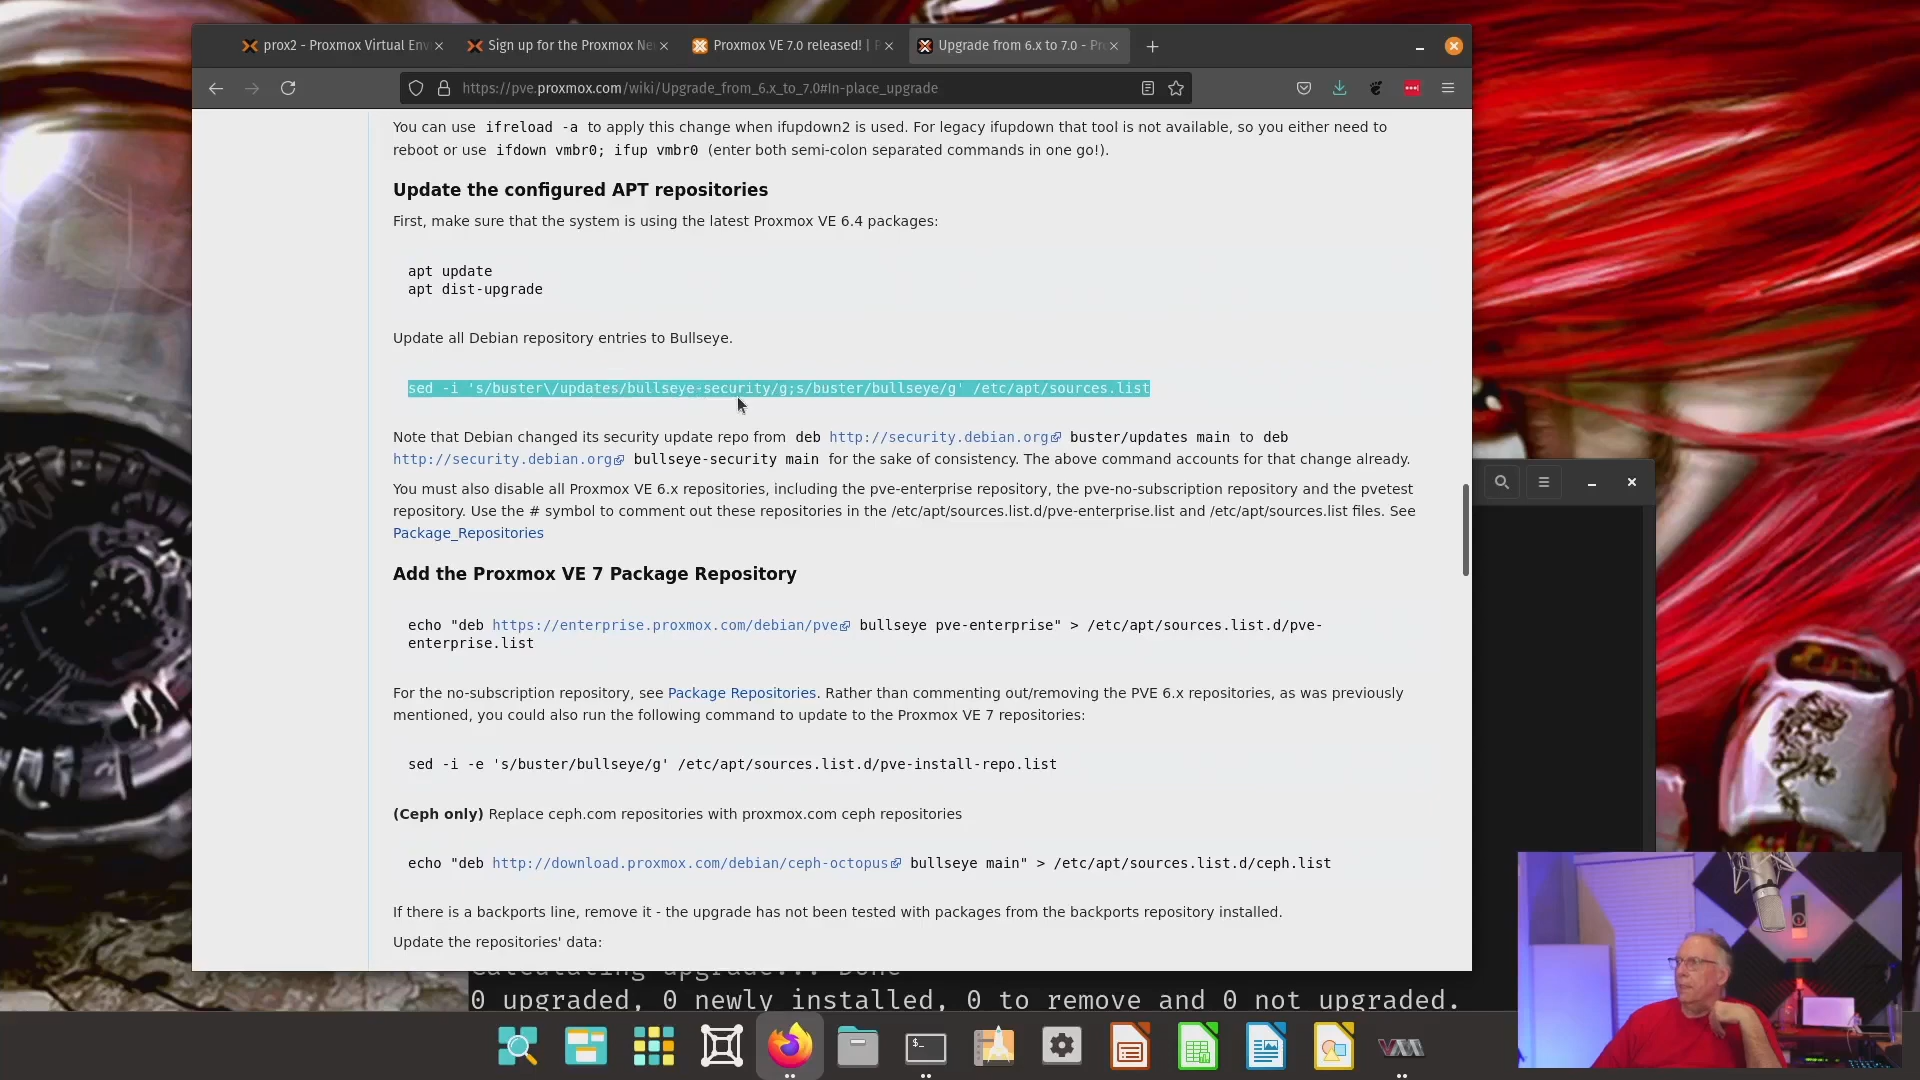 prox2 - Proxmox Virtual Env
Sign up for the Proxmox Ne
Proxmox VE 7.0 released! |
Upgrade from 6.x to 7.0 - Pr
https://pve.proxmox.com/wiki/Upgrade_from_6.x_to_7.0#In-place_upgrade
You can use ifreload -a to apply this change when ifupdown2 is used. For legacy ifupdown that tool is not available, so you either need to
reboot or use ifdown vmbr0; ifup vmbr0 (enter both semi-colon separated commands in one go!).
Update the configured APT repositories
First, make sure that the system is using the latest Proxmox VE 6.4 packages:
apt update
apt dist-upgrade
Update all Debian repository entries to Bullseye.
sed -i 's/buster\/updates/bullseye-security/g;s/buster/bullseye/g' /etc/apt/sources.list
Note that Debian changed its security update repo from deb http://security.debian.org buster/updates main to deb
http://security.debian.org bullseye-security main for the sake of consistency. The above command accounts for that change already.
You must also disable all Proxmox VE 6.x repositories, including the pve-enterprise repository, the pve-no-subscription repository and the pvetest
repository. Use the # symbol to comment out these repositories in the /etc/apt/sources.list.d/pve-enterprise.list and /etc/apt/sources.list files. See
Package_Repositories
Add the Proxmox VE 7 Package Repository
echo "deb https://enterprise.proxmox.com/debian/pve bullseye pve-enterprise" > /etc/apt/sources.list.d/pve-
enterprise.list
For the no-subscription repository, see Package Repositories. Rather than commenting out/removing the PVE 6.x repositories, as was previously
mentioned, you could also run the following command to update to the Proxmox VE 7 repositories:
sed -i -e 's/buster/bullseye/g' /etc/apt/sources.list.d/pve-install-repo.list
(Ceph only) Replace ceph.com repositories with proxmox.com ceph repositories
echo "deb http://download.proxmox.com/debian/ceph-octopus bullseye main" > /etc/apt/sources.list.d/ceph.list
If there is a backports line, remove it - the upgrade has not been tested with packages from the backports repository installed.
Update the repositories' data:
Calculating upgrade... Done
0 upgraded, 0 newly installed, 0 to remove and 0 not upgraded.
$_